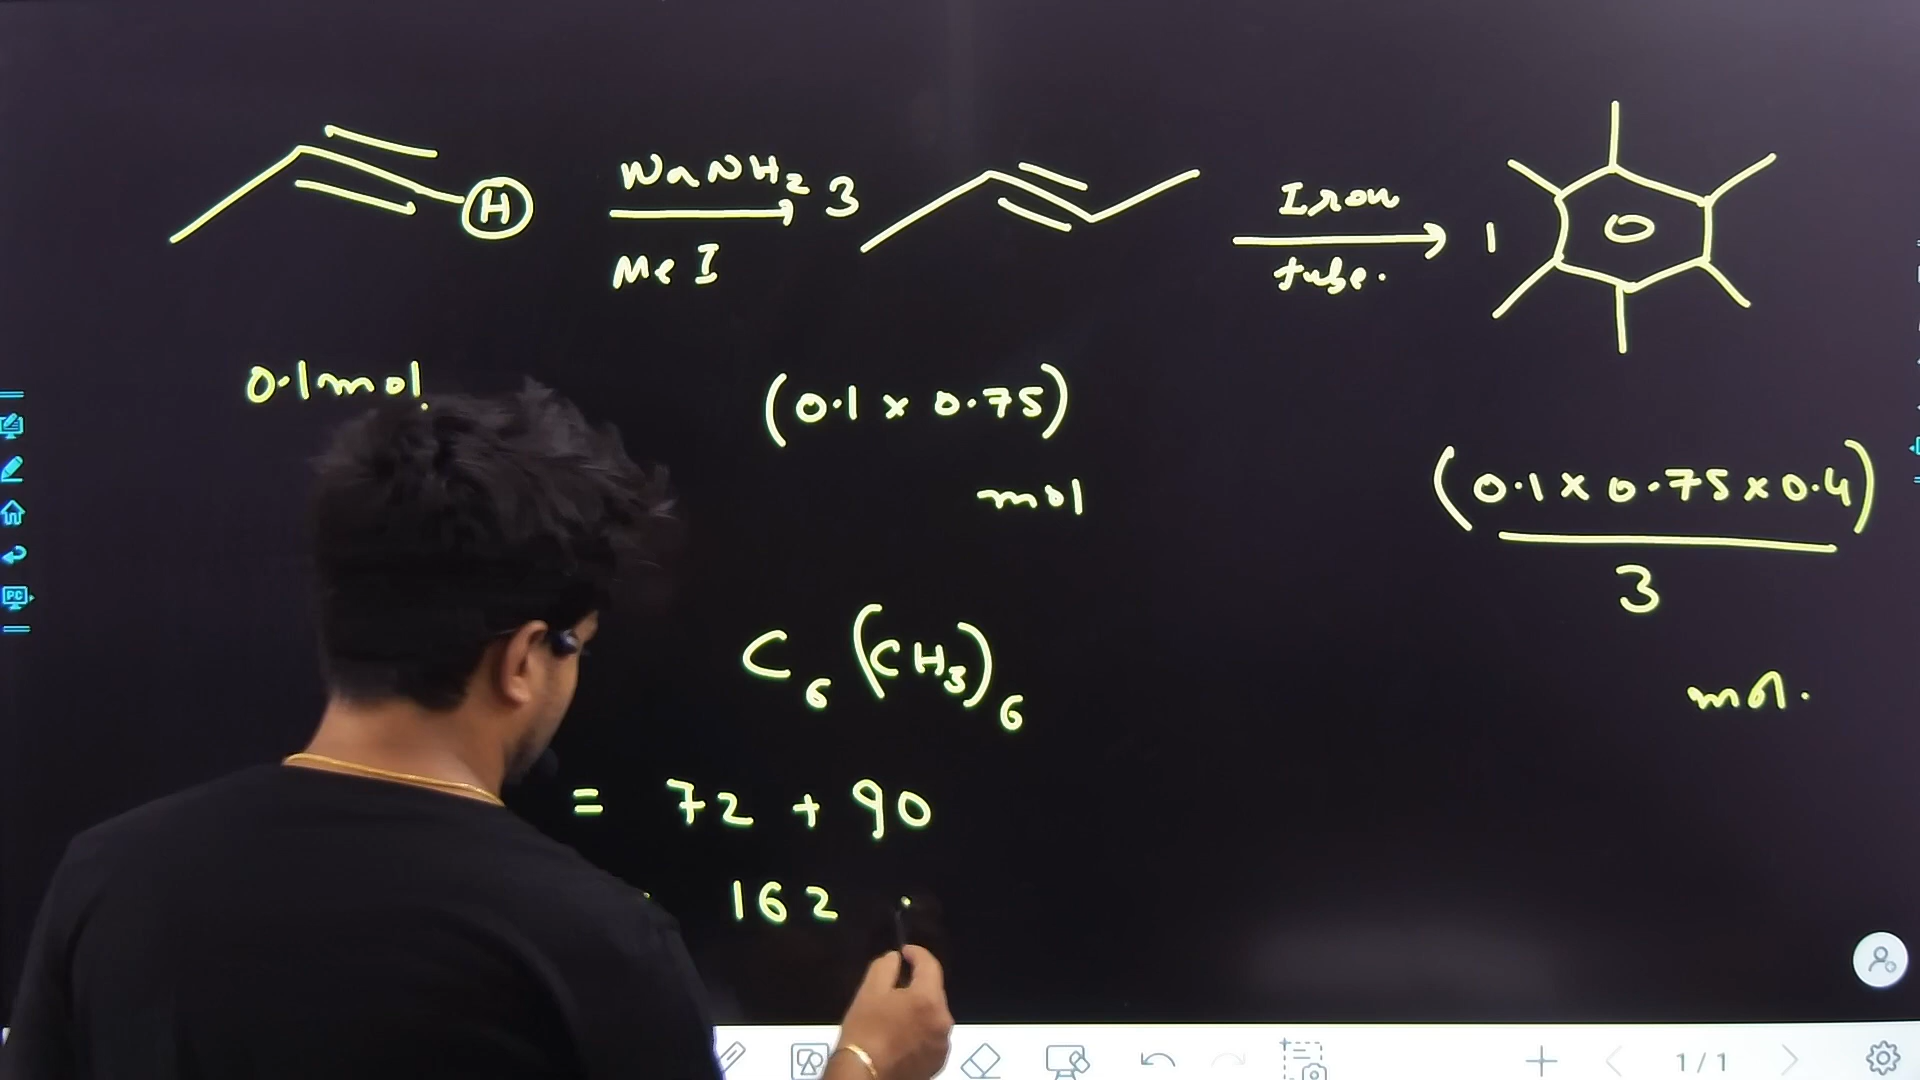 H
NaNH2
MeI
3
Iron
tube.
1
0.1mol.
(0.1 x 0.75)
mol
(0.1 x 0.75 x 0.4)
3
mol.
C6(CH3)6
= 72 + 90
162
PC
1 / 1